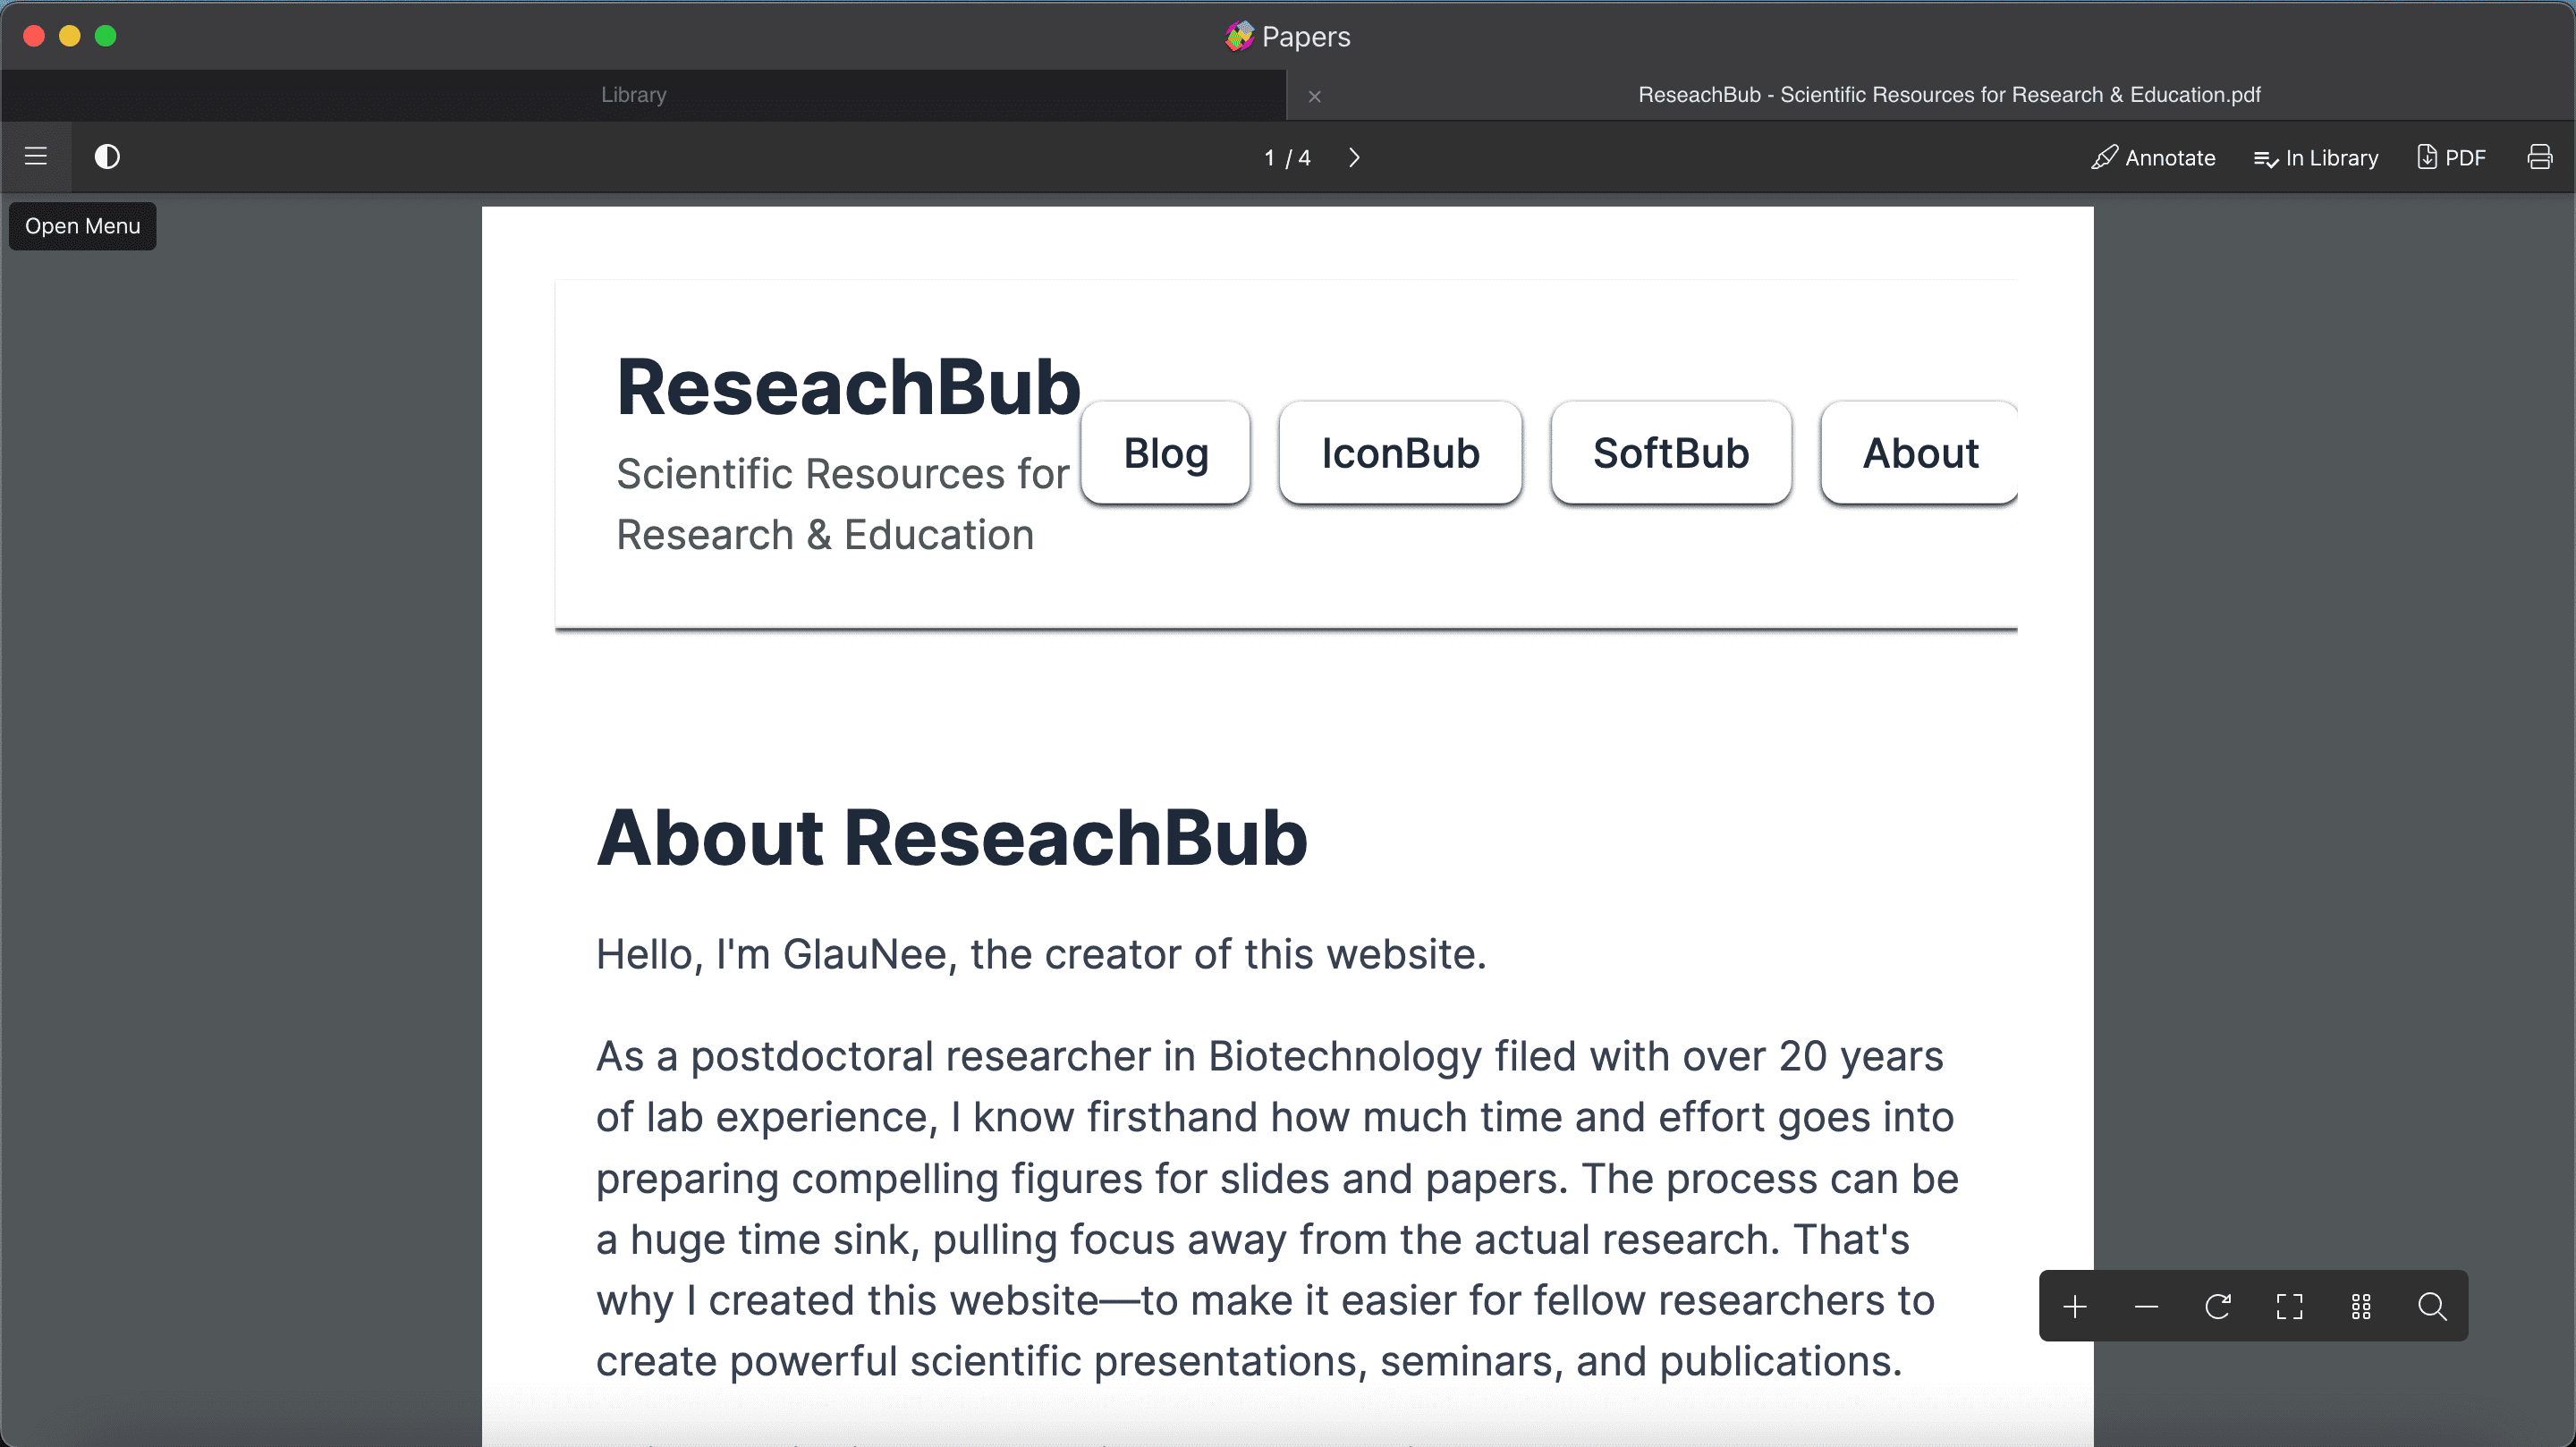 Papers
Library
ReseachBub - Scientific Resources for Research & Education.pdf
1 / 4
Annotate
In Library
PDF
Open Menu
ReseachBub
Scientific Resources for
Research & Education
Blog
IconBub
SoftBub
About
About ReseachBub
Hello, I'm GlauNee, the creator of this website.
As a postdoctoral researcher in Biotechnology filed with over 20 years
of lab experience, I know firsthand how much time and effort goes into
preparing compelling figures for slides and papers. The process can be
a huge time sink, pulling focus away from the actual research. That's
why I created this website—to make it easier for fellow researchers to
create powerful scientific presentations, seminars, and publications.